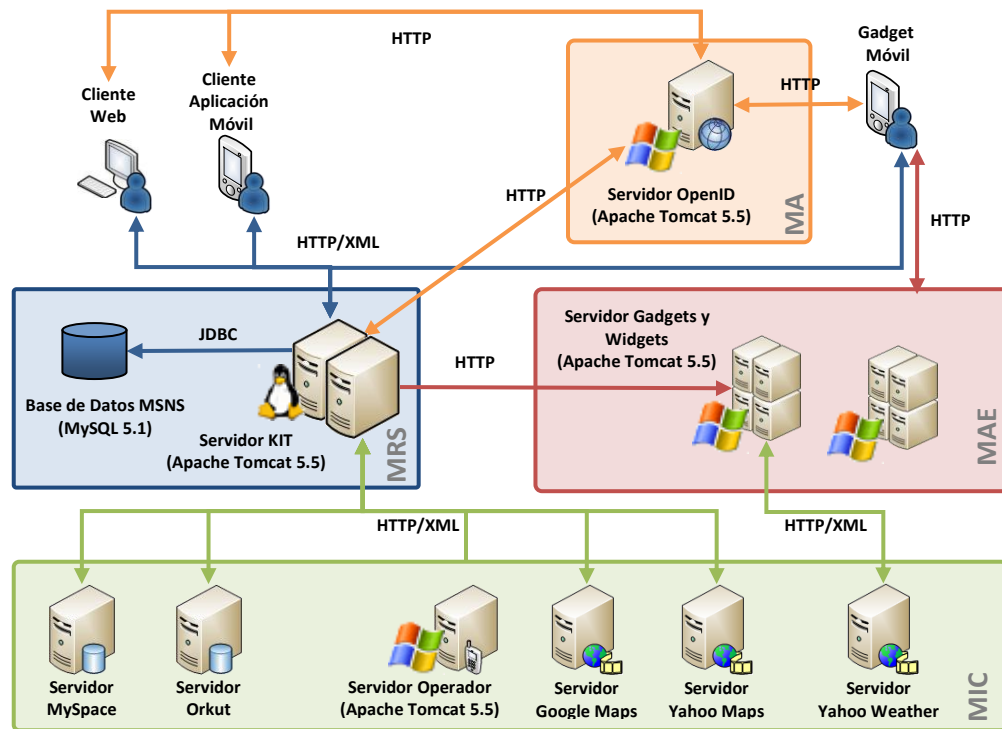 HTTP
Cliente
Web
Cliente
Aplicación
Móvil
Gadget
Móvil
HTTP
Servidor OpenID
(Apache Tomcat 5.5)
MA
HTTP
HTTP
HTTP/XML
JDBC
Base de Datos MSNS
(MySQL 5.1)
Servidor KIT
(Apache Tomcat 5.5)
MRS
HTTP
Servidor Gadgets y
Widgets
(Apache Tomcat 5.5)
MAE
HTTP/XML
HTTP/XML
Servidor
MySpace
Servidor
Orkut
Servidor Operador
(Apache Tomcat 5.5)
Servidor
Google Maps
Servidor
Yahoo Maps
Servidor
Yahoo Weather
MIC